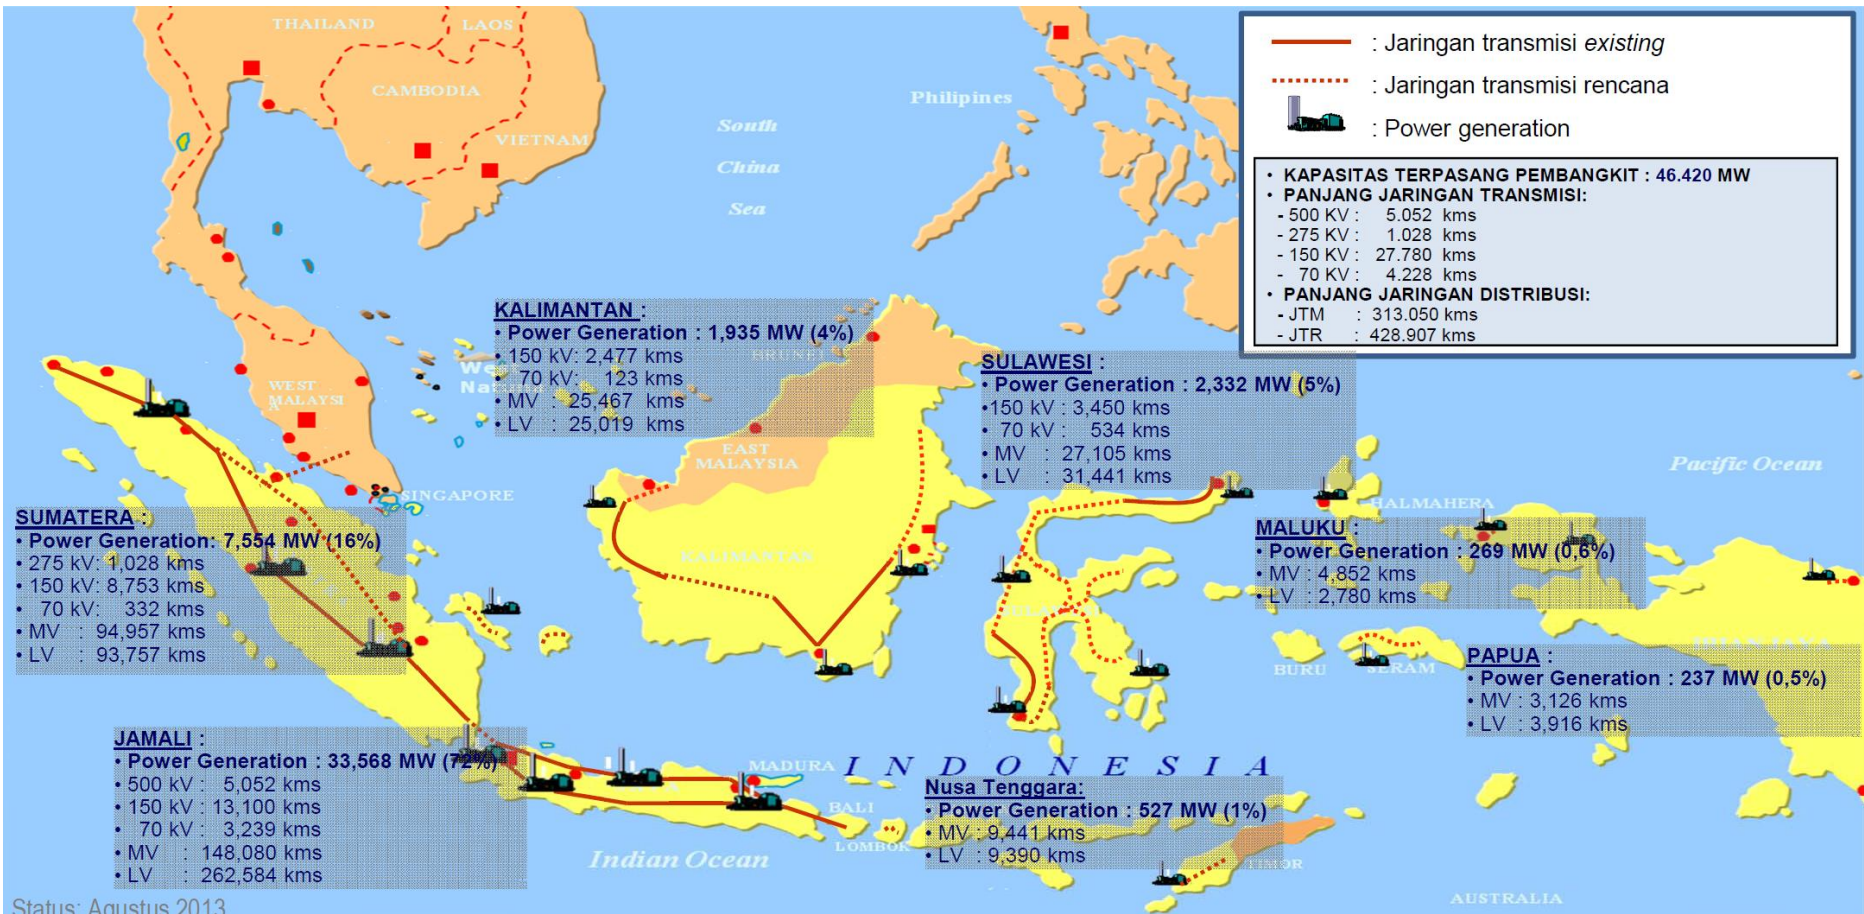 THAILAND
LAOS
CAMBODIA
VIETNAM
Philipines
South
China
Sea
: Jaringan transmisi existing
: Jaringan transmisi rencana
: Power generation
• KAPASITAS TERPASANG PEMBANGKIT : 46.420 MW
• PANJANG JARINGAN TRANSMISI:
- 500 KV : 5.052 kms
- 275 KV : 1.028 kms
- 150 KV : 27.780 kms
- 70 KV : 4.228 kms
• PANJANG JARINGAN DISTRIBUSI:
- JTM : 313.050 kms
- JTR : 428.907 kms
KALIMANTAN :
• Power Generation : 1,935 MW (4%)
• 150 kV: 2,477 kms
• 70 kV: 123 kms
• MV : 25,467 kms
• LV : 25,019 kms
BRUNEI
WEST
MALAYSI
A
EAST
MALAYSIA
SINGAPORE
KALIMANTAN
SULAWESI :
• Power Generation : 2,332 MW (5%)
•150 kV : 3,450 kms
• 70 kV : 534 kms
• MV : 27,105 kms
• LV : 31,441 kms
Pacific Ocean
HALMAHERA
SUMATERA :
• Power Generation: 7,554 MW (16%)
• 275 kV: 1,028 kms
• 150 kV: 8,753 kms
• 70 kV: 332 kms
• MV : 94,957 kms
• LV : 93,757 kms
MALUKU :
• Power Generation : 269 MW (0,6%)
• MV : 4,852 kms
• LV : 2,780 kms
BURU
SERAM
IRIAN JAYA
PAPUA :
• Power Generation : 237 MW (0,5%)
• MV : 3,126 kms
• LV : 3,916 kms
JAMALI :
• Power Generation : 33,568 MW (72%)
• 500 kV : 5,052 kms
• 150 kV : 13,100 kms
• 70 kV : 3,239 kms
• MV : 148,080 kms
• LV : 262,584 kms
MADURA
INDONESIA
BALI
LOMBOK
Indian Ocean
Nusa Tenggara:
• Power Generation : 527 MW (1%)
• MV : 9,441 kms
• LV : 9,390 kms
TIMOR
AUSTRALIA
Status: Agustus 2013